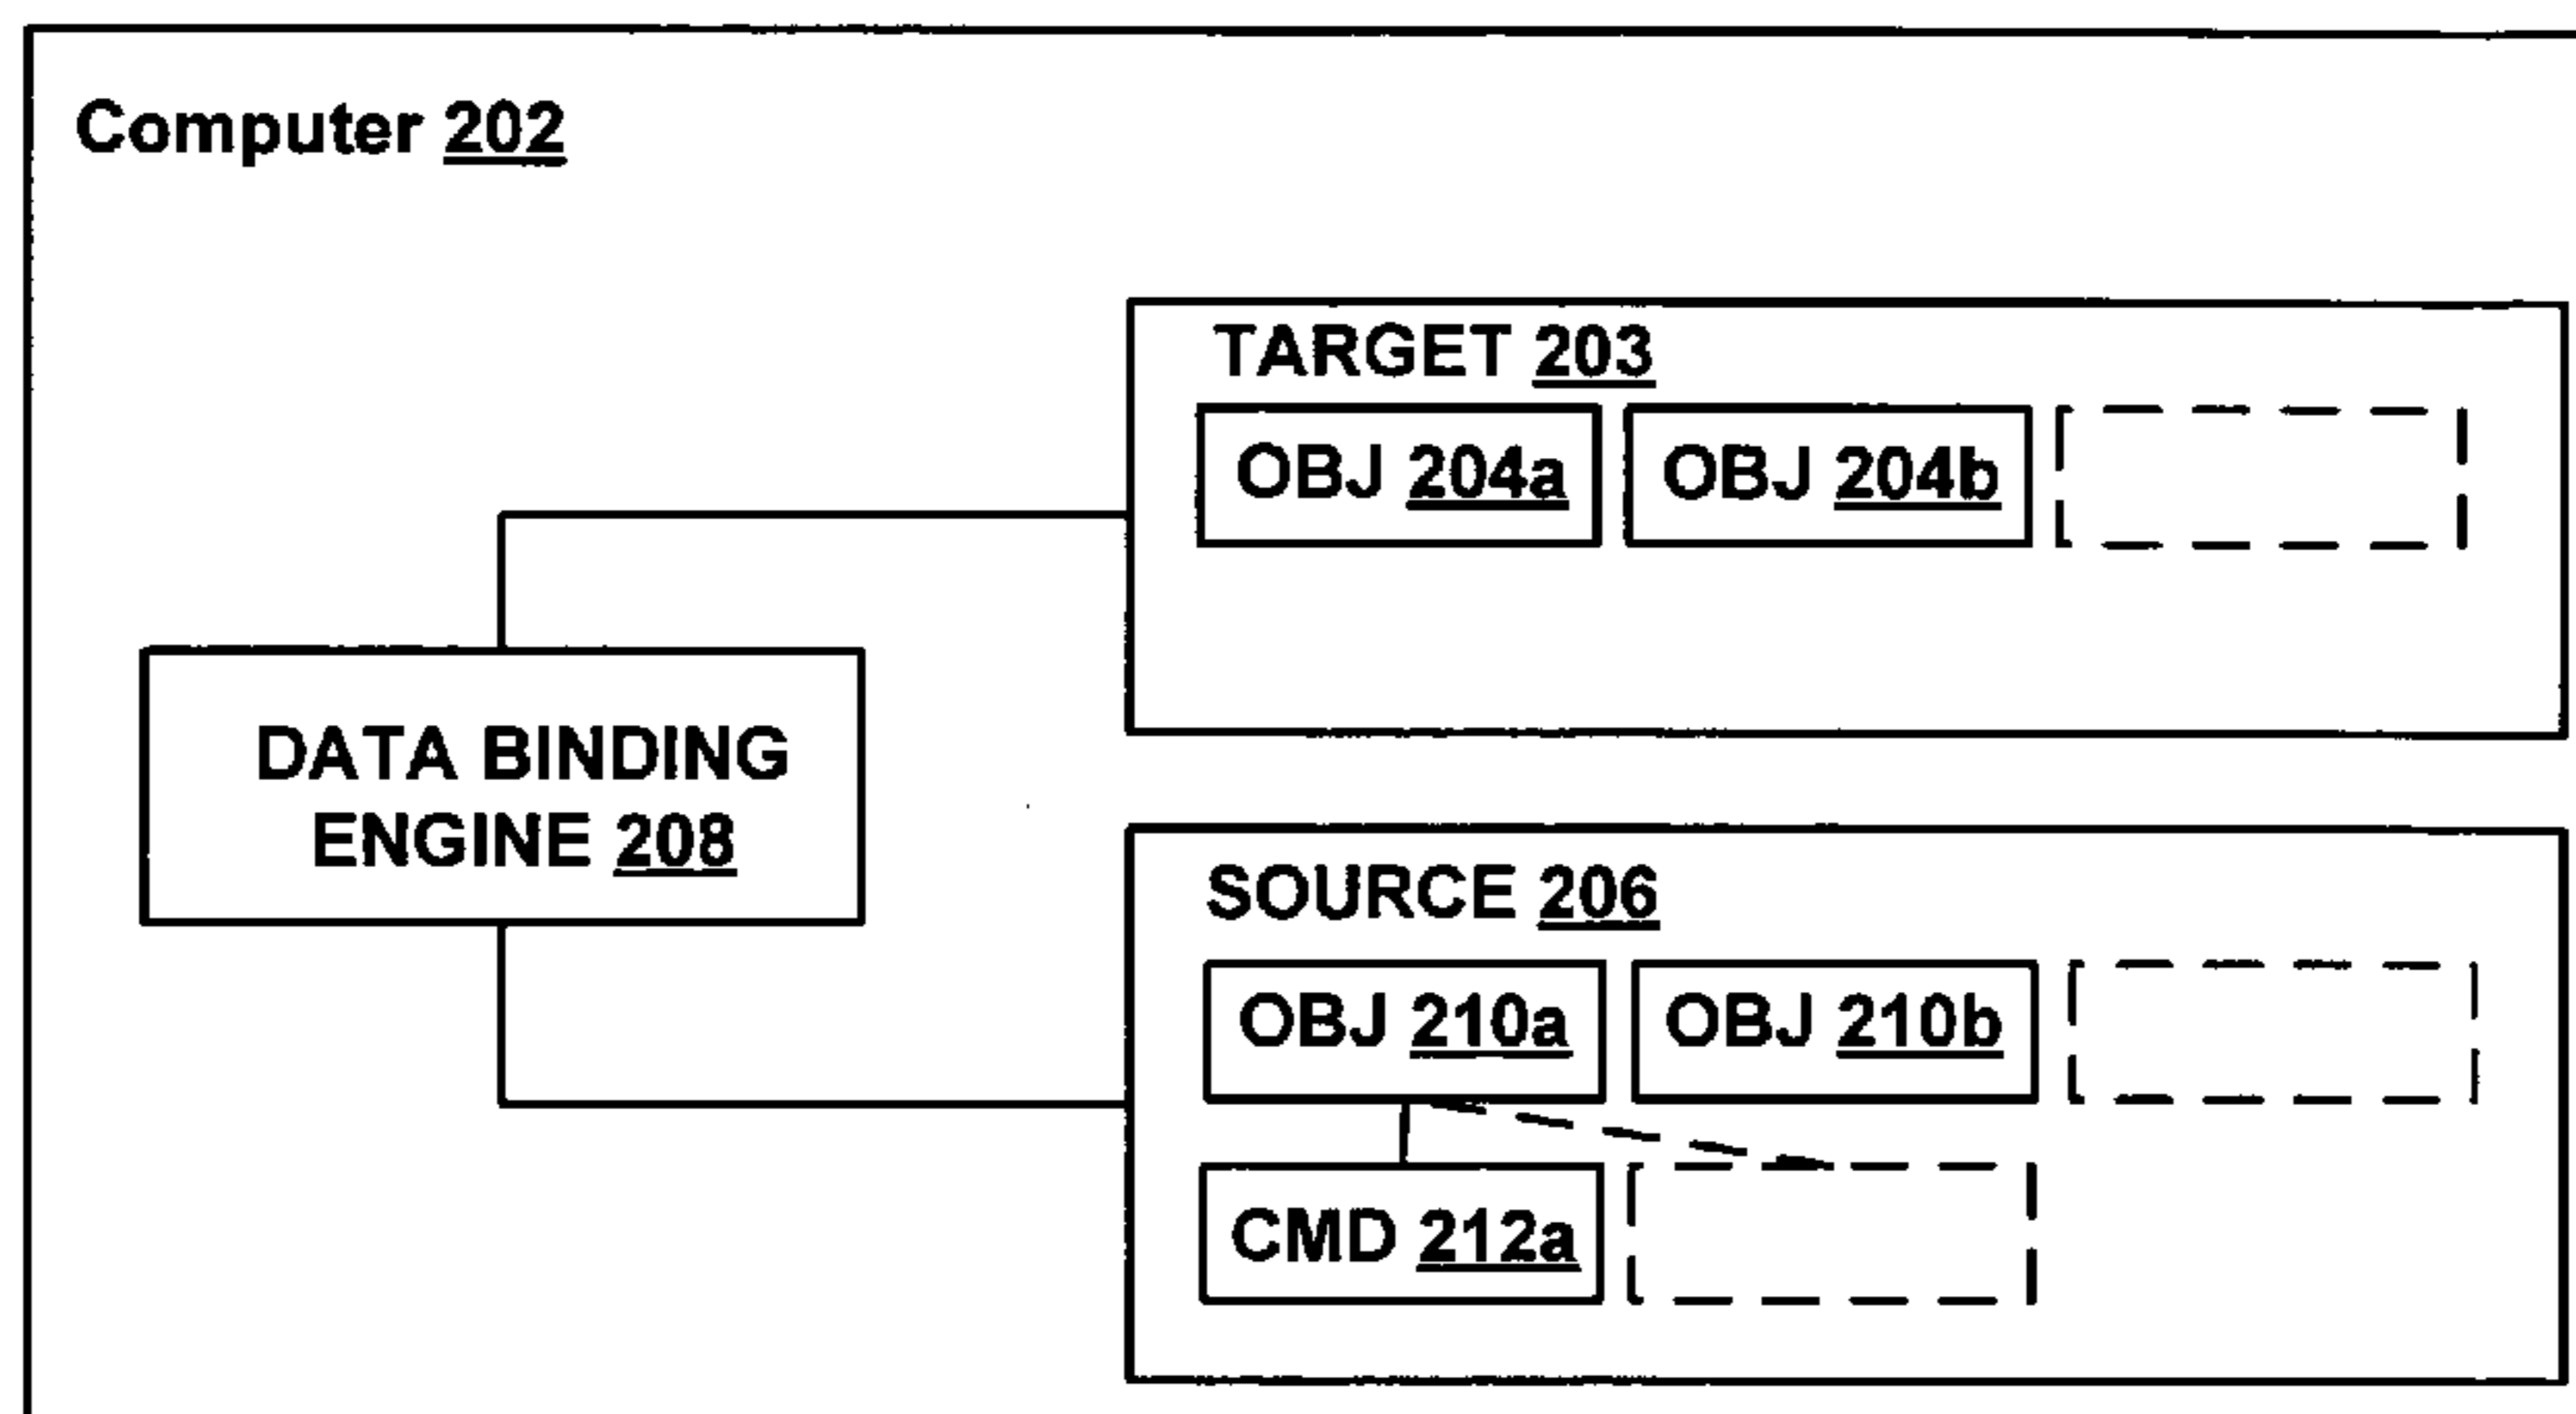 Computer 202
TARGET 203
OBJ 204a
OBJ 204b
DATA BINDING
ENGINE 208
SOURCE 206
OBJ 210a
OBJ 210b
CMD 212a